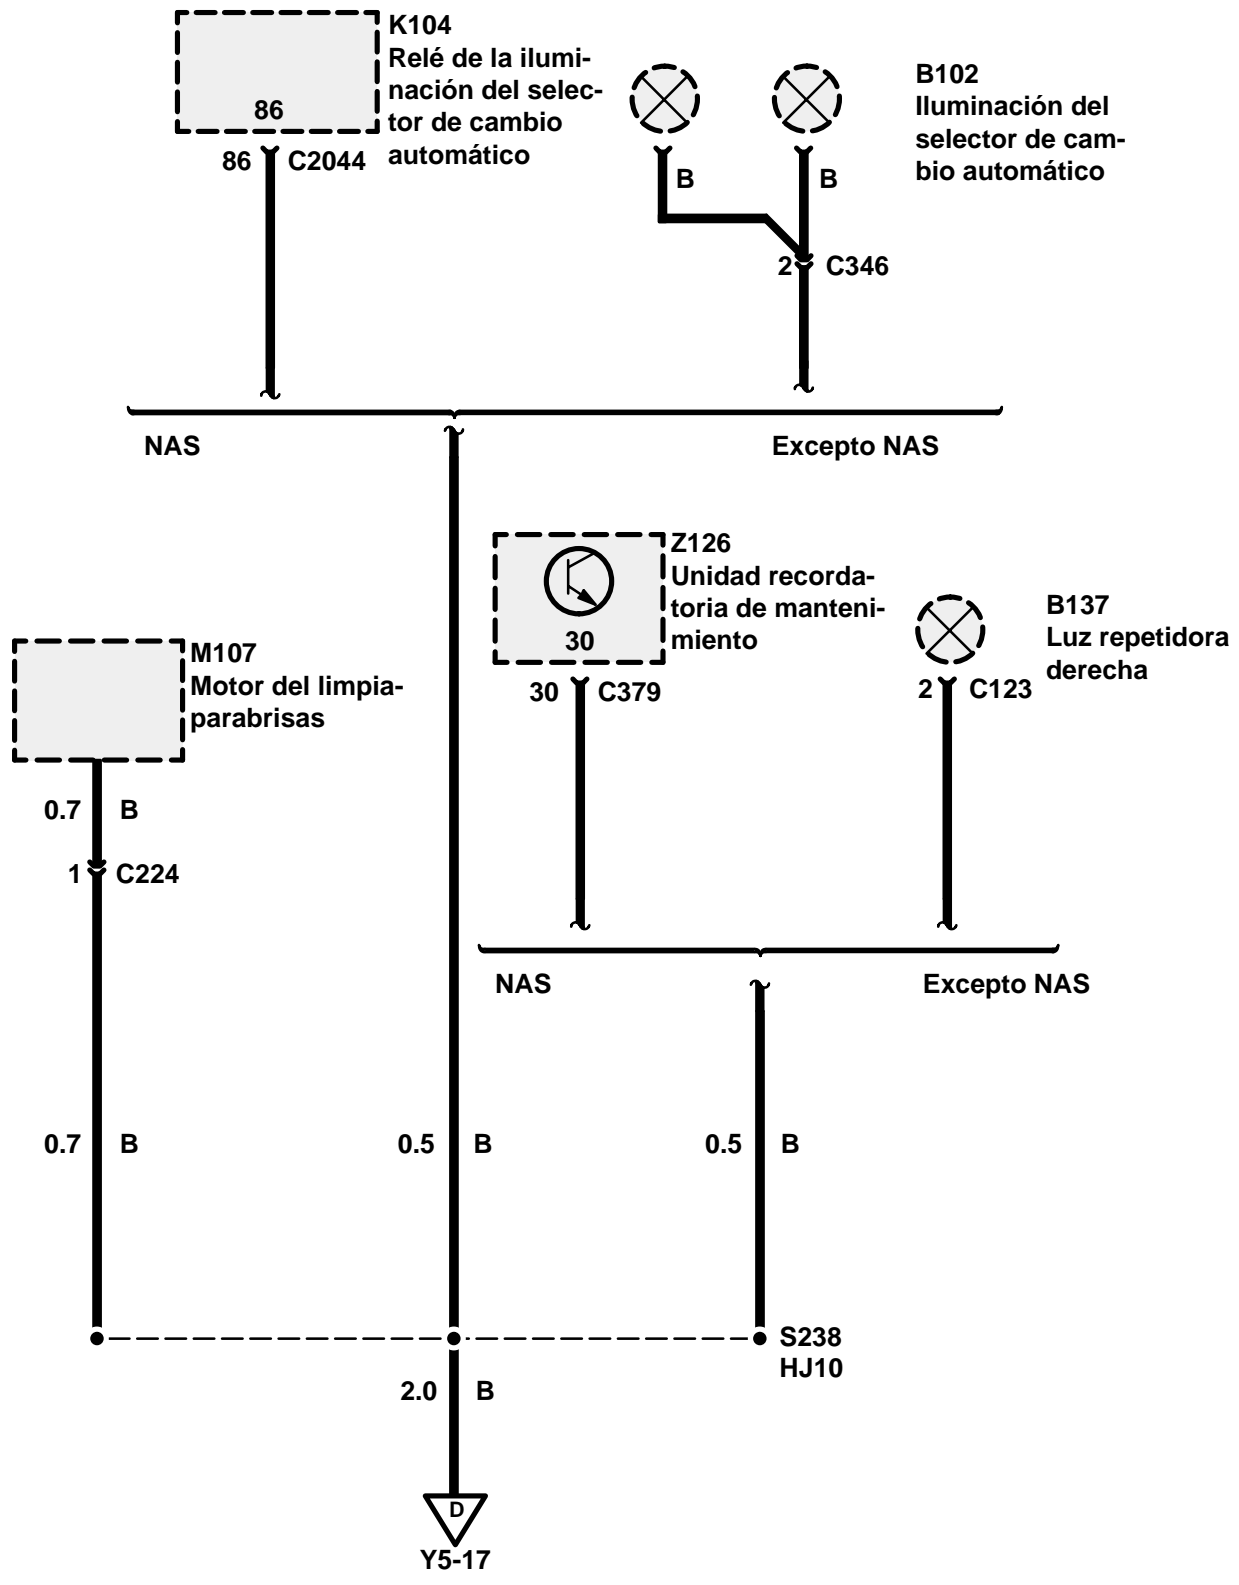 K104
Relé de la ilumi-
nación del selec-
tor de cambio
automático
86
86 C2044
B102
Iluminación del
selector de cam-
bio automático
B
B
2 C346
NAS
Excepto NAS
Z126
Unidad recorda-
toria de manteni-
miento
30
30 C379
B137
Luz repetidora
derecha
2 C123
M107
Motor del limpia-
parabrisas
0.7 B
1 C224
NAS
Excepto NAS
0.7 B
0.5 B
0.5 B
S238
HJ10
2.0 B
D
Y5-17